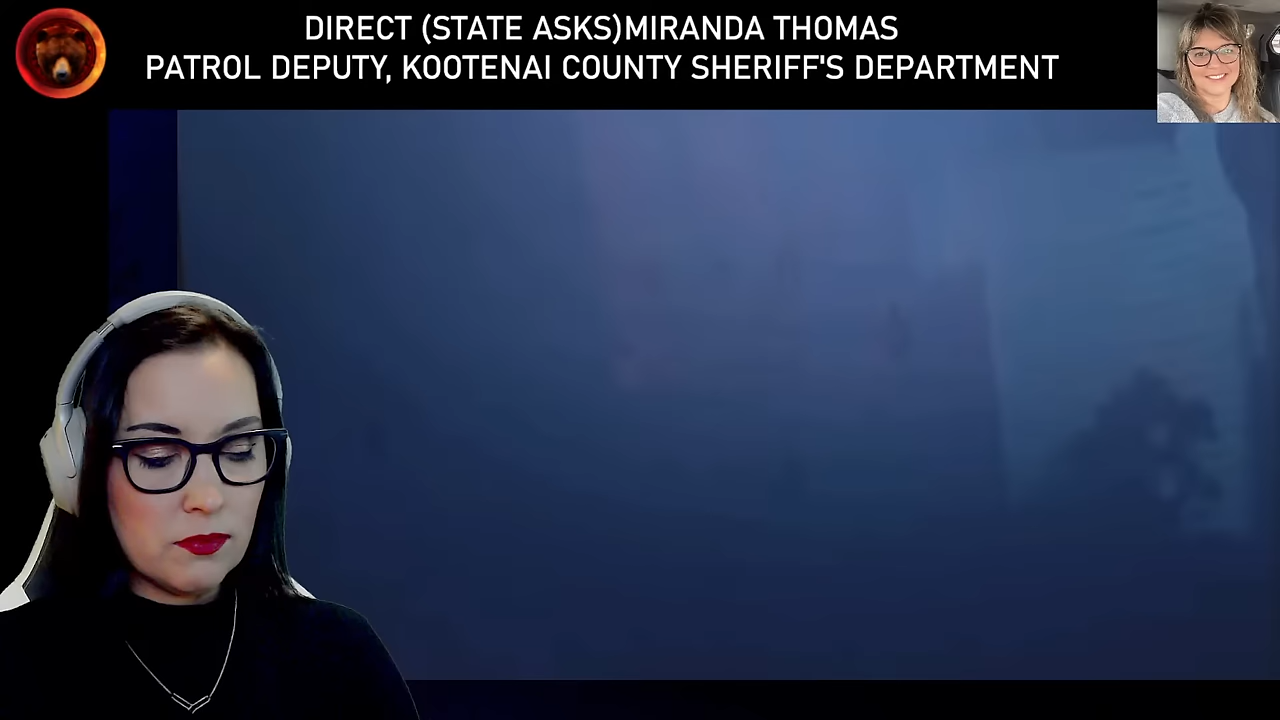 DIRECT (STATE ASKS)MIRANDA THOMAS
PATROL DEPUTY, KOOTENAI COUNTY SHERIFF'S DEPARTMENT